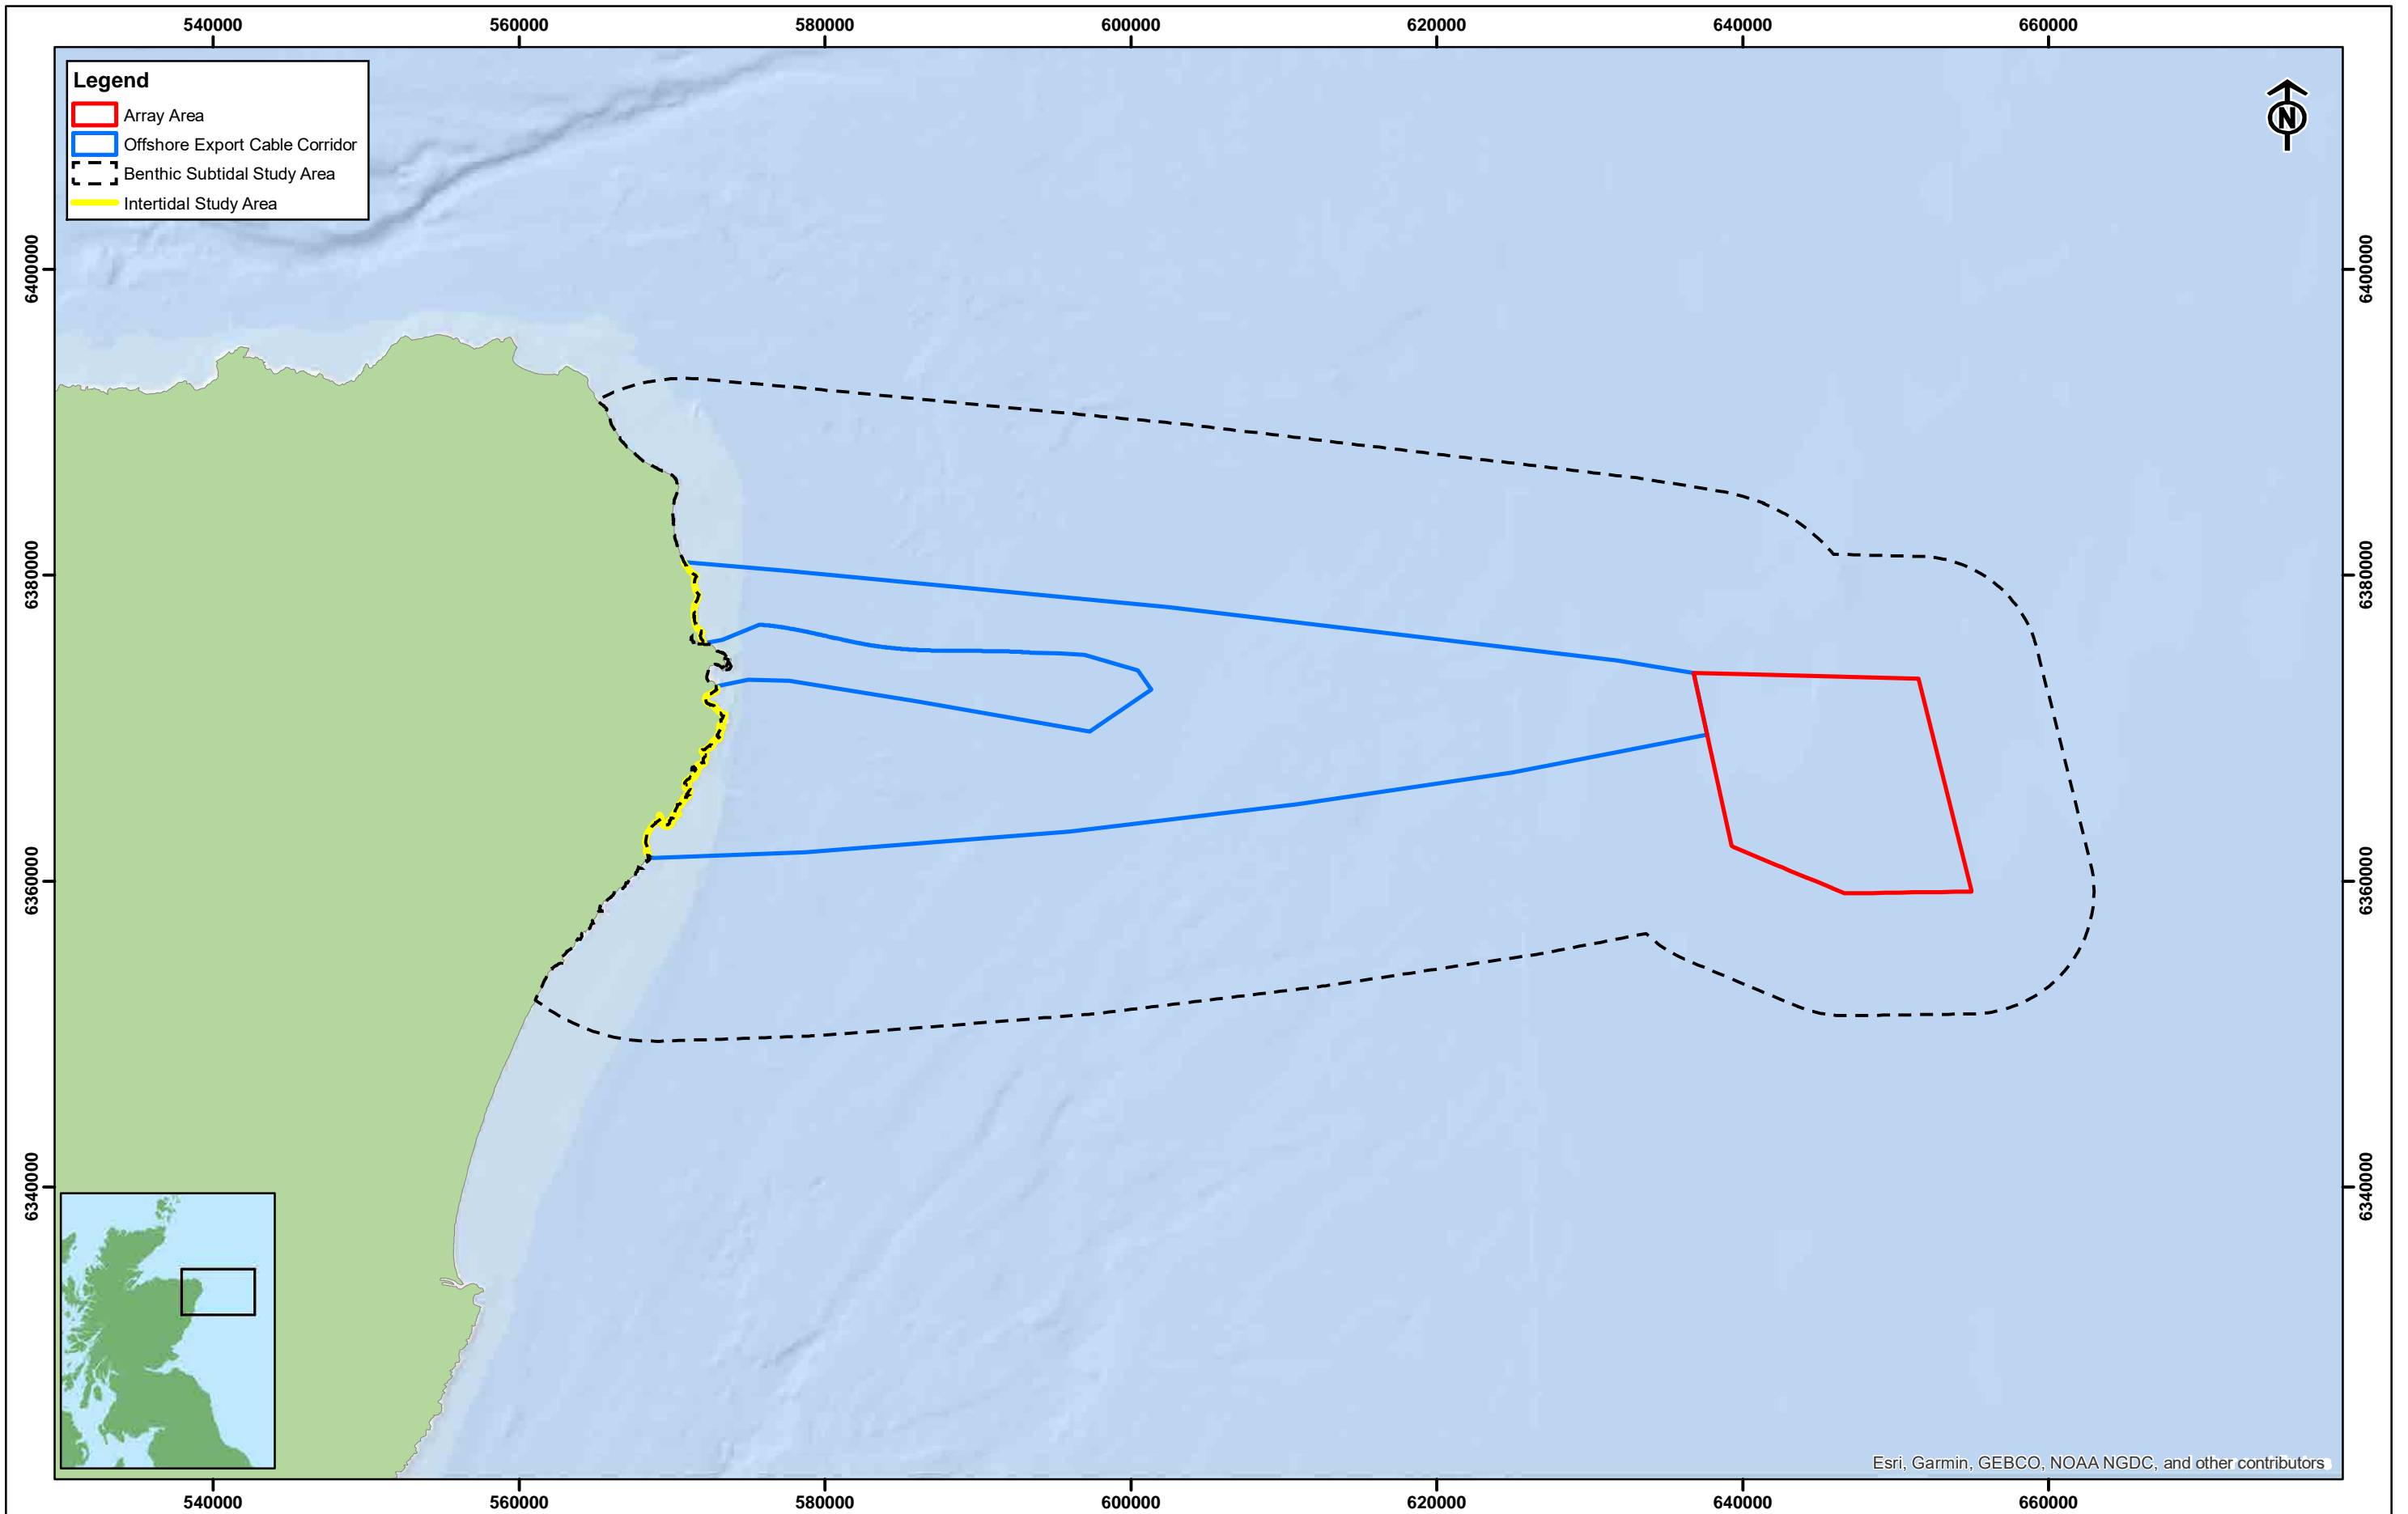 540000 560000 580000 600000 620000 640000 660000
Legend
Array Area
Offshore Export Cable Corridor
Benthic Subtidal Study Area
Intertidal Study Area
N
6400000 6400000
6380000 6380000
6360000 6360000
6340000 6340000
Esri, Garmin, GEBCO, NOAA NGDC, and other contributors
540000 560000 580000 600000 620000 640000 660000